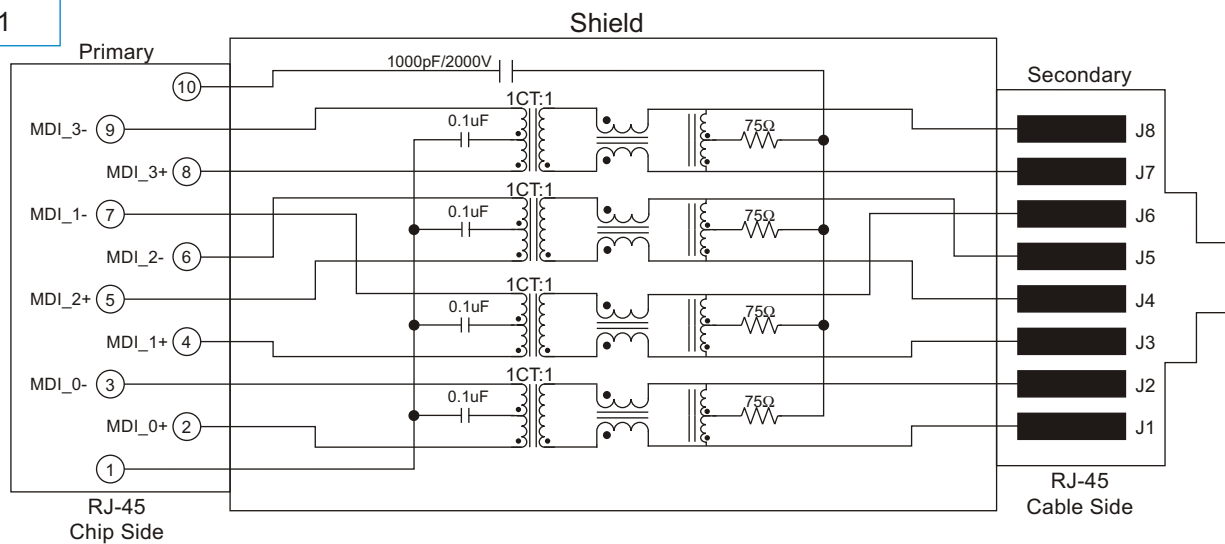 1
Shield
Primary
Secondary
1000pF/2000V
10
1CT:1
MDI_3- 9
0.1uF
75Ω
J8
MDI_3+ 8
J7
1CT:1
MDI_1- 7
0.1uF
75Ω
J6
MDI_2- 6
J5
1CT:1
MDI_2+ 5
0.1uF
75Ω
J4
MDI_1+ 4
J3
1CT:1
MDI_0- 3
0.1uF
75Ω
J2
MDI_0+ 2
J1
1
RJ-45
Chip Side
RJ-45
Cable Side